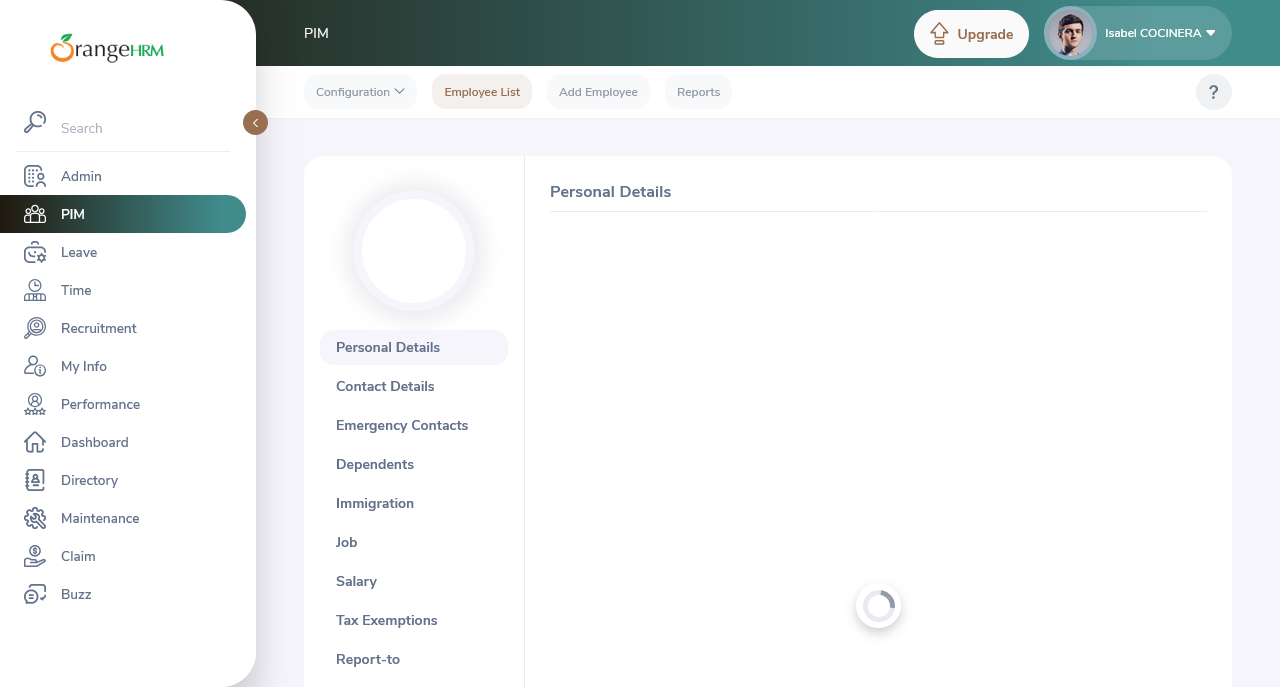 OrangeHRM
PIM
Upgrade
Isabel COCINERA
Configuration
Employee List
Add Employee
Reports
?
Search
Admin
PIM
Leave
Time
Recruitment
My Info
Performance
Dashboard
Directory
Maintenance
Claim
Buzz
Personal Details
Contact Details
Emergency Contacts
Dependents
Immigration
Job
Salary
Tax Exemptions
Report-to
Personal Details